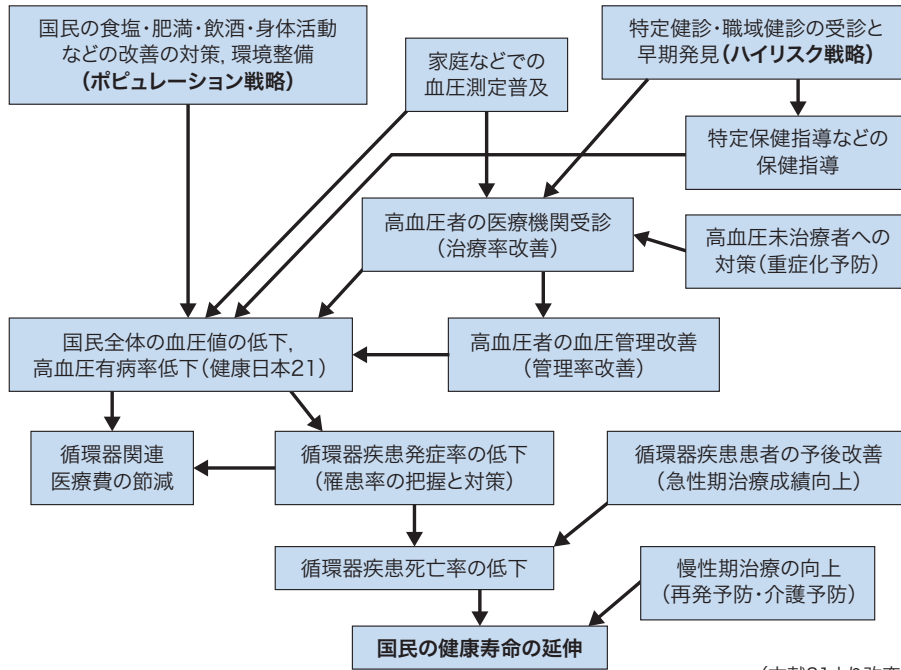 国民の食塩・肥満・飲酒・身体活動
などの改善の対策, 環境整備
(ポピュレーション戦略)
家庭などでの
血圧測定普及
特定健診・職域健診の受診と
早期発見(ハイリスク戦略)
特定保健指導などの
保健指導
高血圧者の医療機関受診
(治療率改善)
高血圧未治療者への
対策(重症化予防)
国民全体の血圧値の低下,
高血圧有病率低下(健康日本21)
高血圧者の血圧管理改善
(管理率改善)
循環器関連
医療費の節減
循環器疾患発症率の低下
(罹患率の把握と対策)
循環器疾患患者の予後改善
(急性期治療成績向上)
循環器疾患死亡率の低下
慢性期治療の向上
(再発予防・介護予防)
国民の健康寿命の延伸